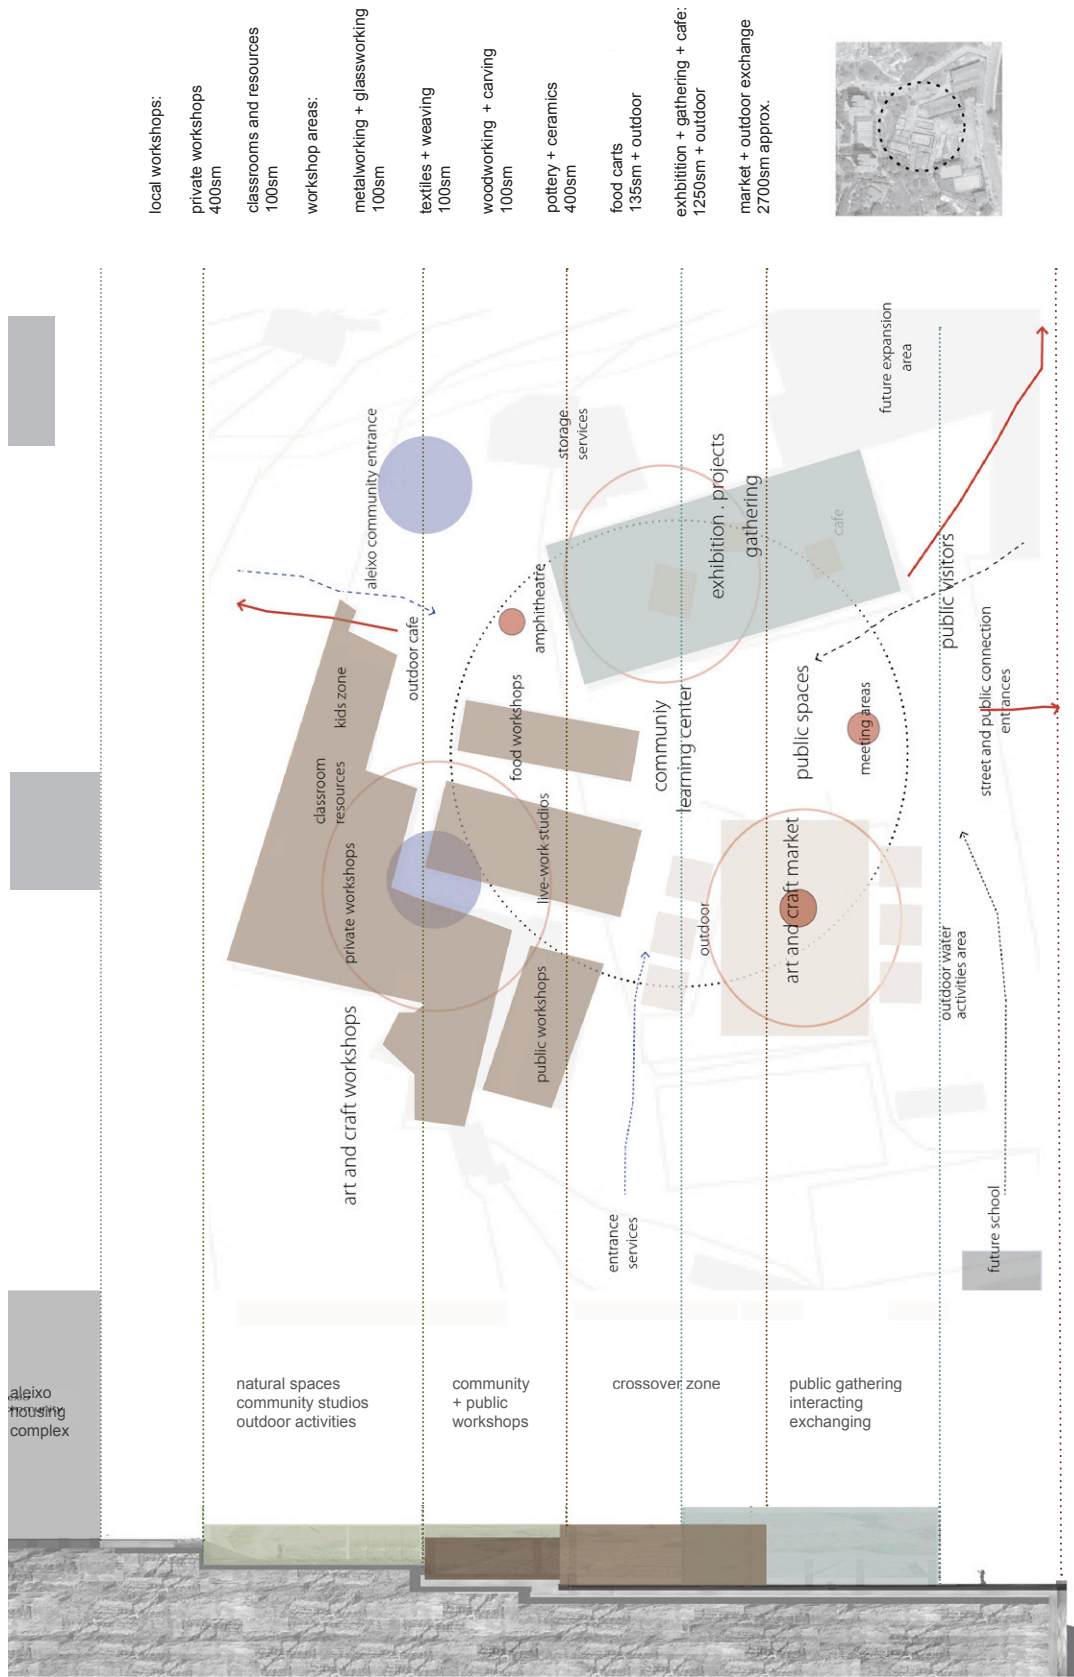 local workshops:
private workshops
400sm
classrooms and resources
100sm
workshop areas:
metalworking + glassworking
100sm
textiles + weaving
100sm
woodworking + carving
100sm
pottery + ceramics
400sm
food carts
135sm + outdoor
exhbitition + gathering + cafe:
1250sm + outdoor
market + outdoor exchange
2700sm approx.
aleixo community entrance
storage
services
future expansion
area
exhibition . projects
gathering
cafe
amphitheatre
outdoor cafe
kids zone
classroom
resources
private workshops
food workshops
live-work studios
public workshops
art and craft workshops
communiy
learning center
public spaces
meeting areas
public visitors
street and public connection
entrances
art and craft market
outdoor
outdoor water
activities area
entrance
services
future school
aleixo
housing
complex
natural spaces
community studios
outdoor activities
community
+ public
workshops
crossover zone
public gathering
interacting
exchanging